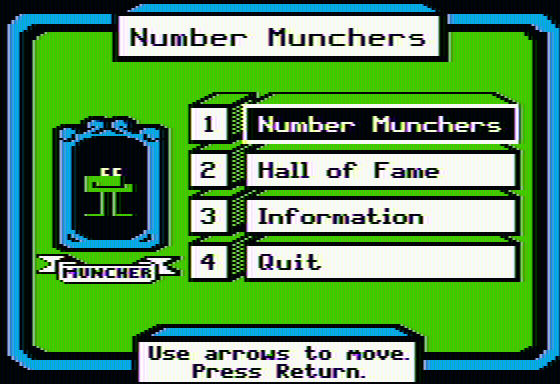 Number Munchers
1 Number Munchers
2 Hall of Fame
3 Information
4 Quit
MUNCHER
Use arrows to move.
Press Return.